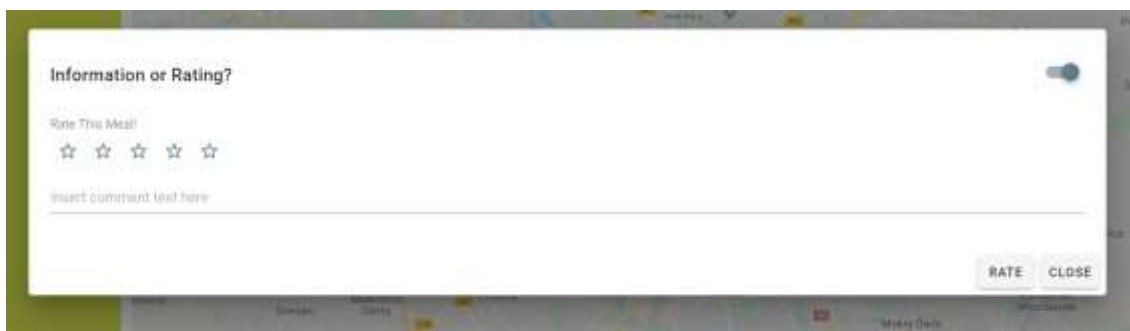 Information or Rating?
Rate This Meal!
Insert comment text here
RATE CLOSE